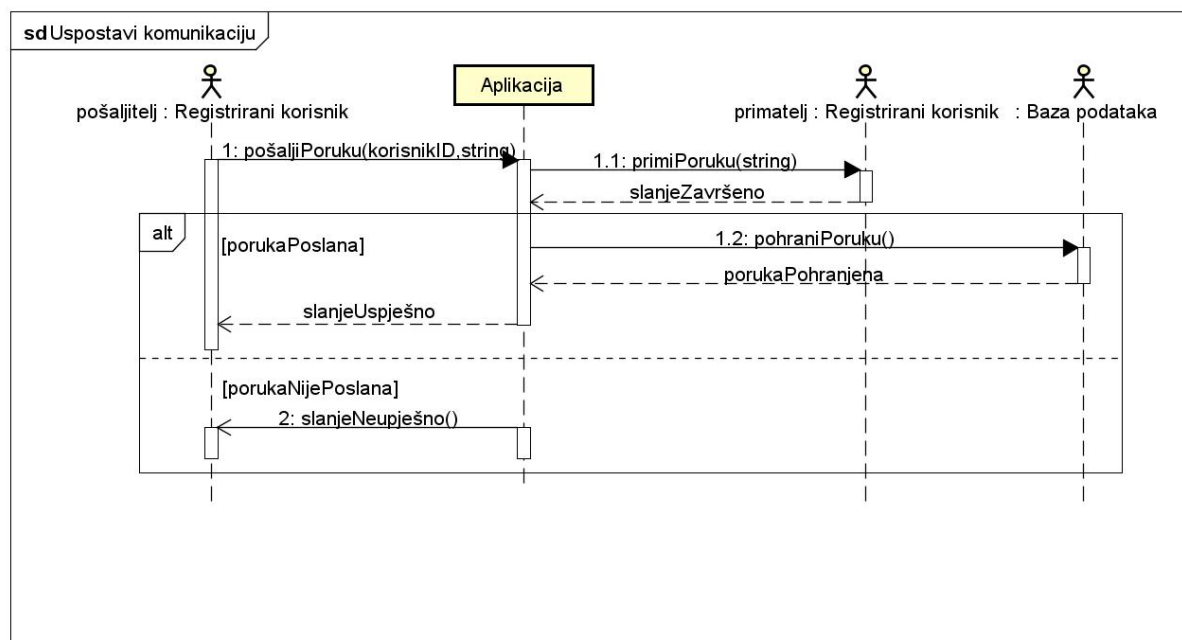 sd Uspostavi komunikaciju
pošaljitelj : Registrirani korisnik
Aplikacija
primatelj : Registrirani korisnik
: Baza podataka
1: pošaljiPoruku(korisnikID,string)
1.1: primiPoruku(string)
slanjeZavršeno
alt
[porukaPoslana]
1.2: pohraniPoruku()
porukaPohranjena
slanjeUspješno
[porukaNijePoslana]
2: slanjeNeupješno()